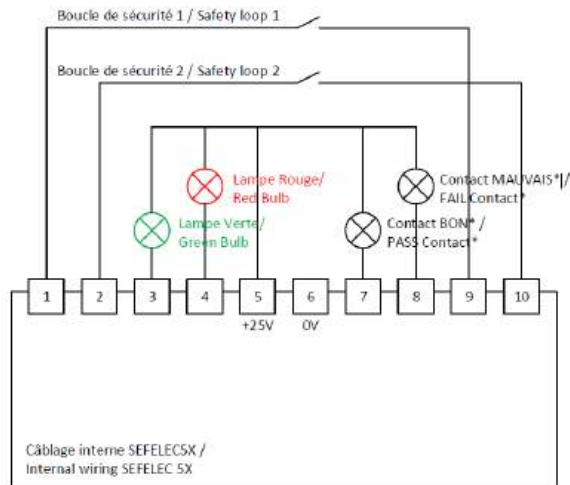 Boucle de sécurité 1 / Safety loop 1
Boucle de sécurité 2 / Safety loop 2
Lampe Rouge/
Red Bulb
Contact MAUVAIS*|/
FAIL Contact*
Lampe Verte/
Green Bulb
Contact BON* /
PASS Contact*
1 2 3 4 5 6 7 8 9 10
+25V 0V
Câblage interne SEFELEC5X /
Internal wiring SEFELEC 5X